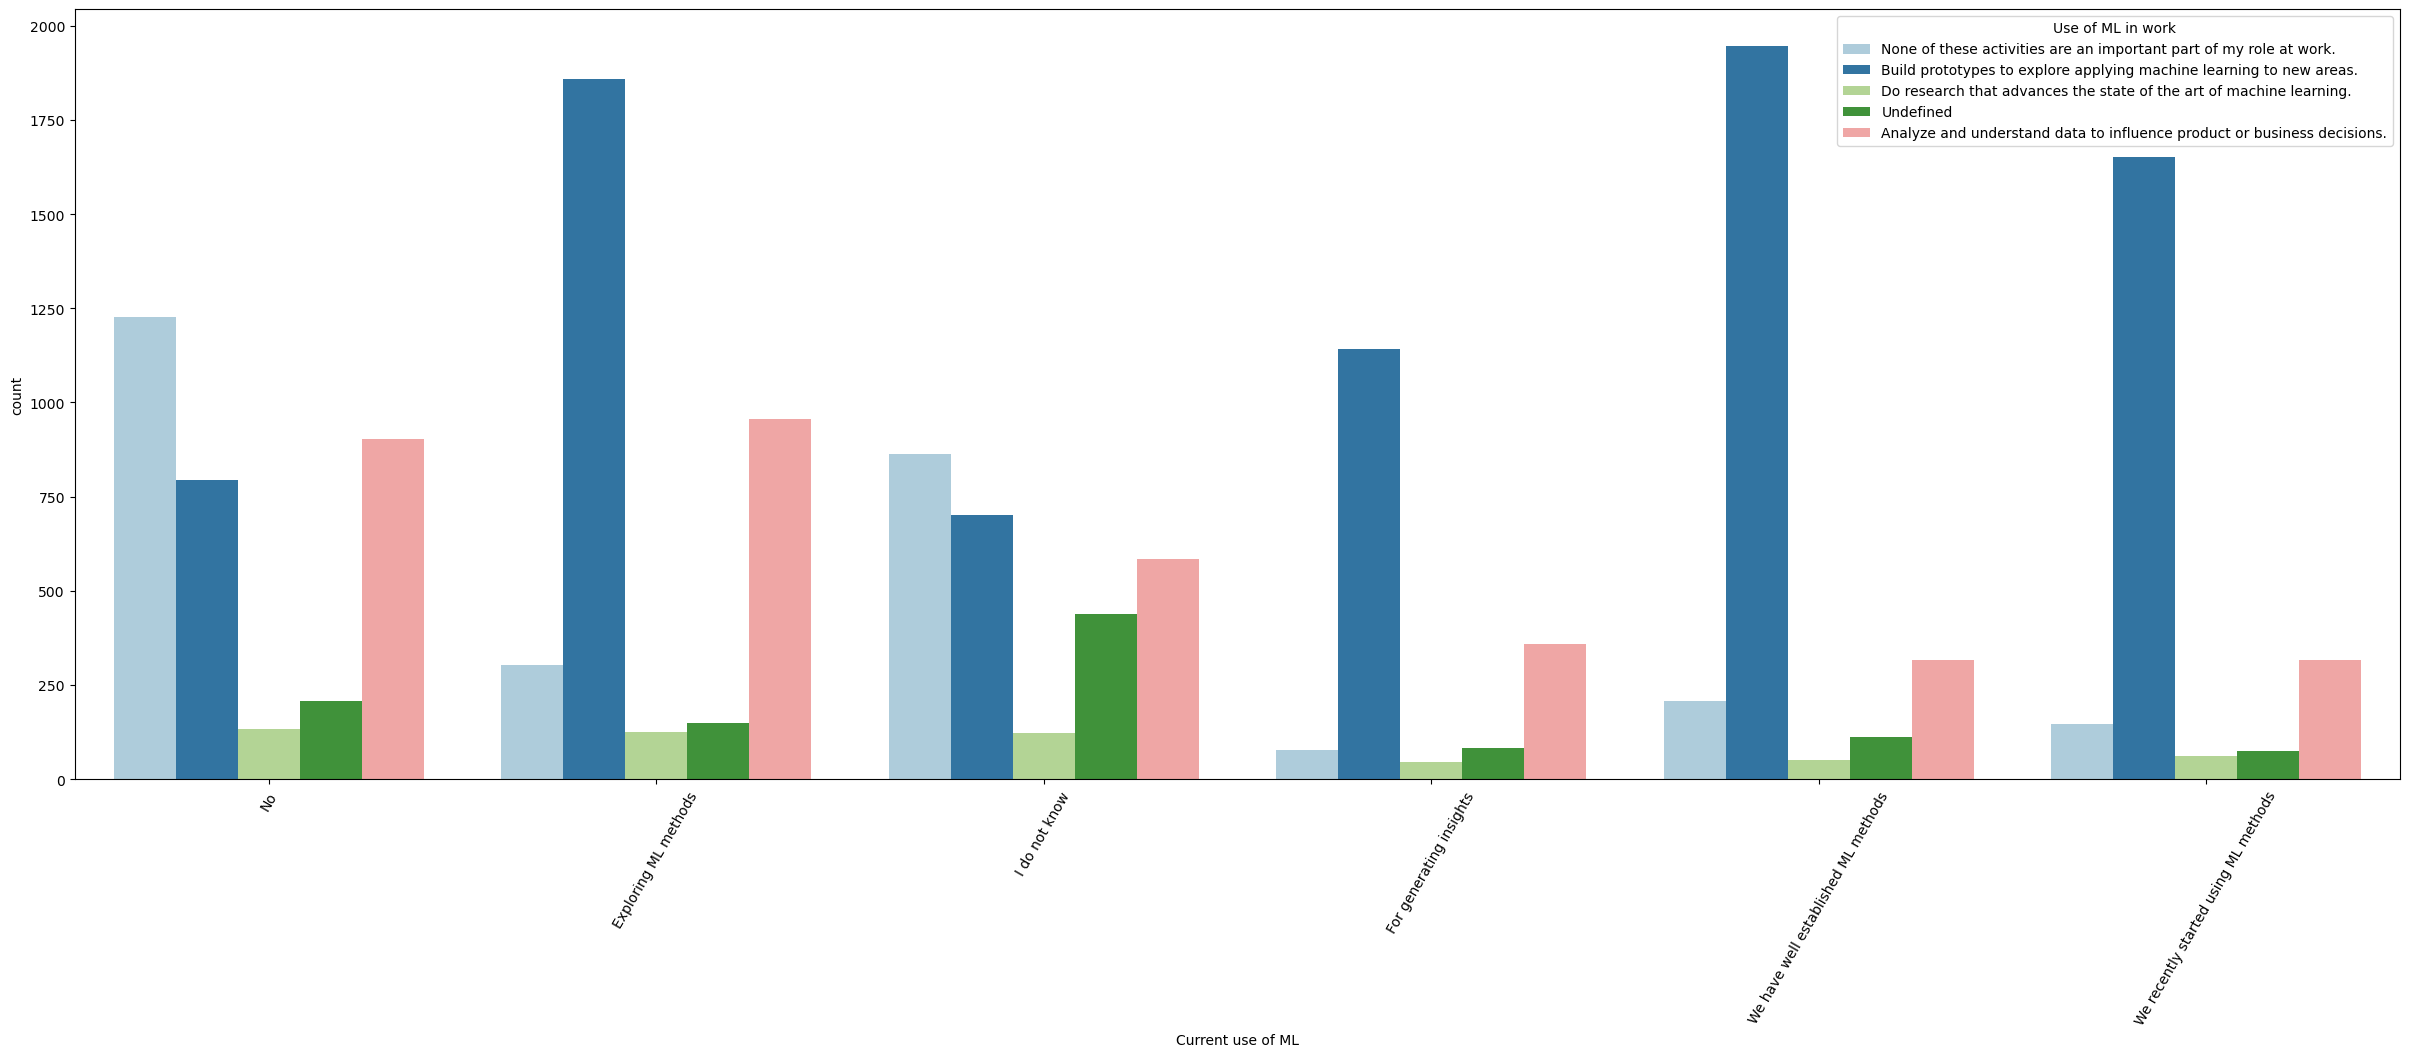 2000
1750
1500
1250
1000
750
500
250
0
count
Use of ML in work
None of these activities are an important part of my role at work.
Build prototypes to explore applying machine learning to new areas.
Do research that advances the state of the art of machine learning.
Undefined
Analyze and understand data to influence product or business decisions.
No
Exploring ML methods
I do not know
For generating insights
We have well established ML methods
We recently started using ML methods
Current use of ML